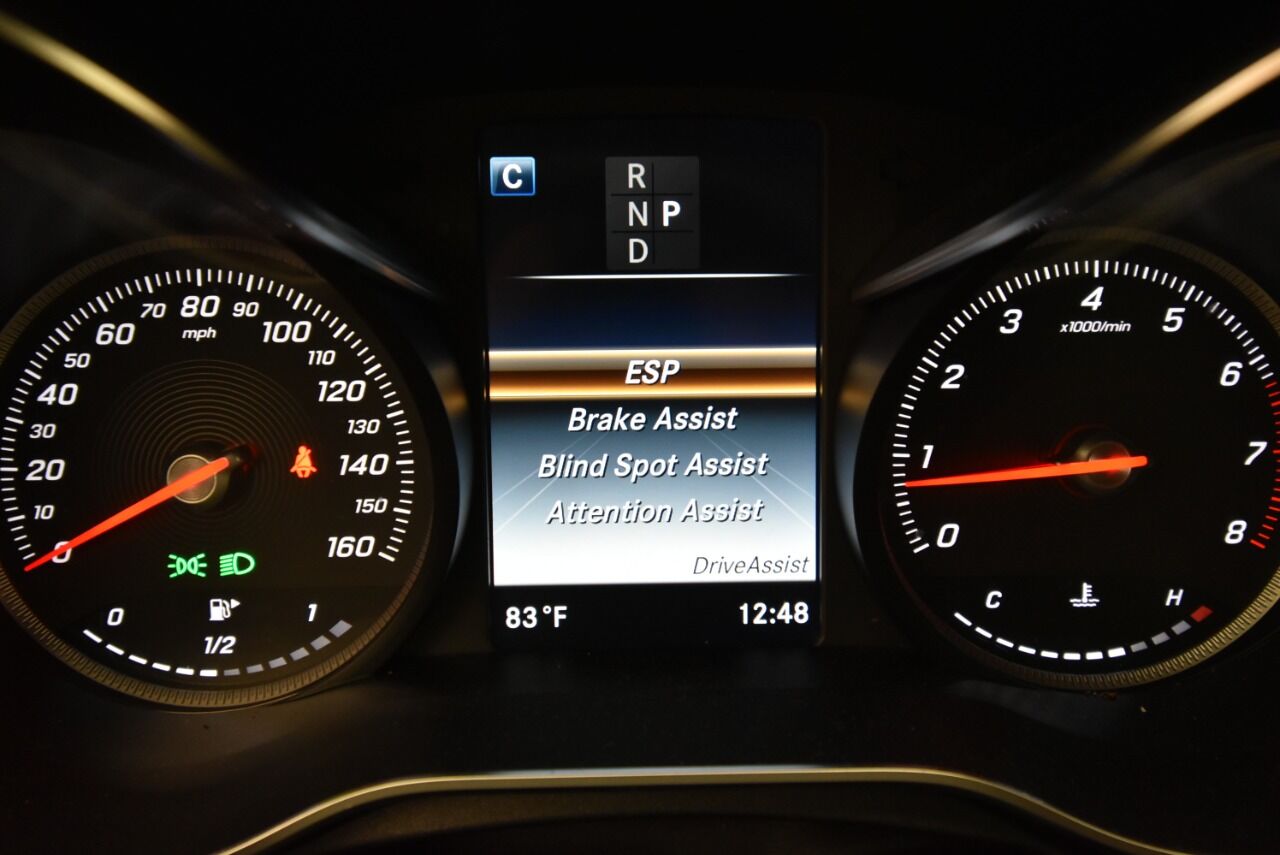 C
R
N P
D
ESP
Brake Assist
Blind Spot Assist
Attention Assist
DriveAssist
83°F 12:48
0
10
20
30
40
50
60
70
80
90
100
110
120
130
140
150
160
mph
0 1/2 1
0
1
2
3
4
5
6
7
8
x1000/min
C H